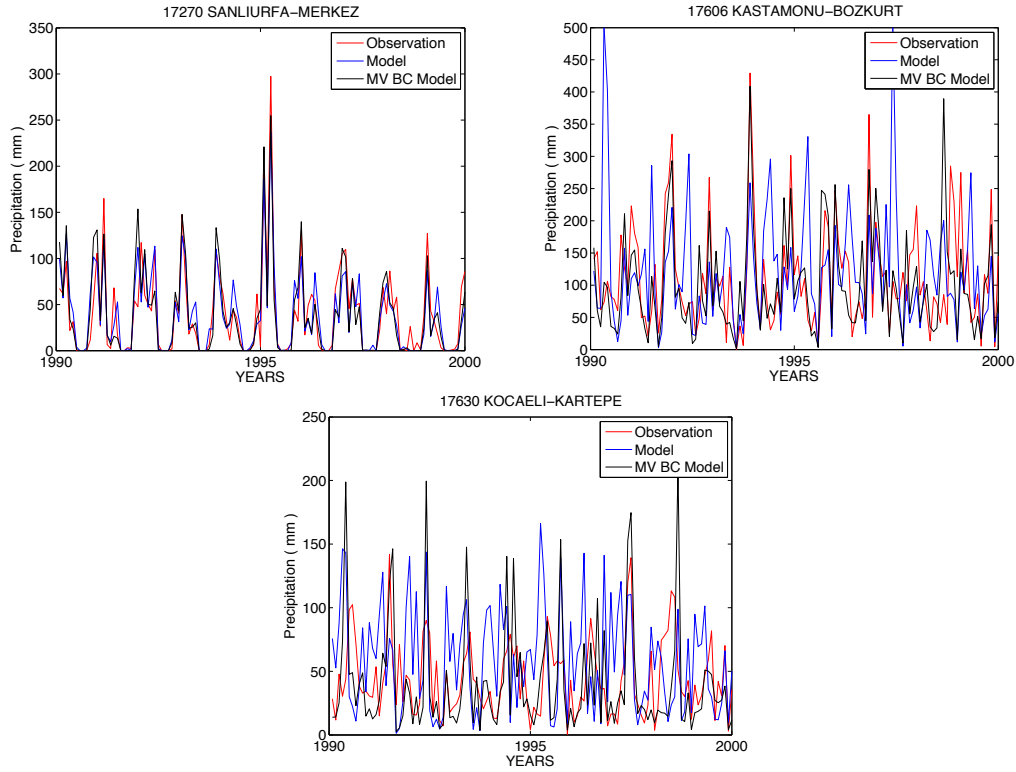 17270 SANLIURFA−MERKEZ
Precipitation ( mm )
350
300
250
200
150
100
50
0
1990
1995
2000
YEARS
Observation
Model
MV BC Model
17606 KASTAMONU−BOZKURT
Precipitation ( mm )
500
450
400
350
300
250
200
150
100
50
0
1990
1995
2000
YEARS
Observation
Model
MV BC Model
17630 KOCAELI−KARTEPE
Precipitation ( mm )
250
200
150
100
50
0
1990
1995
2000
YEARS
Observation
Model
MV BC Model